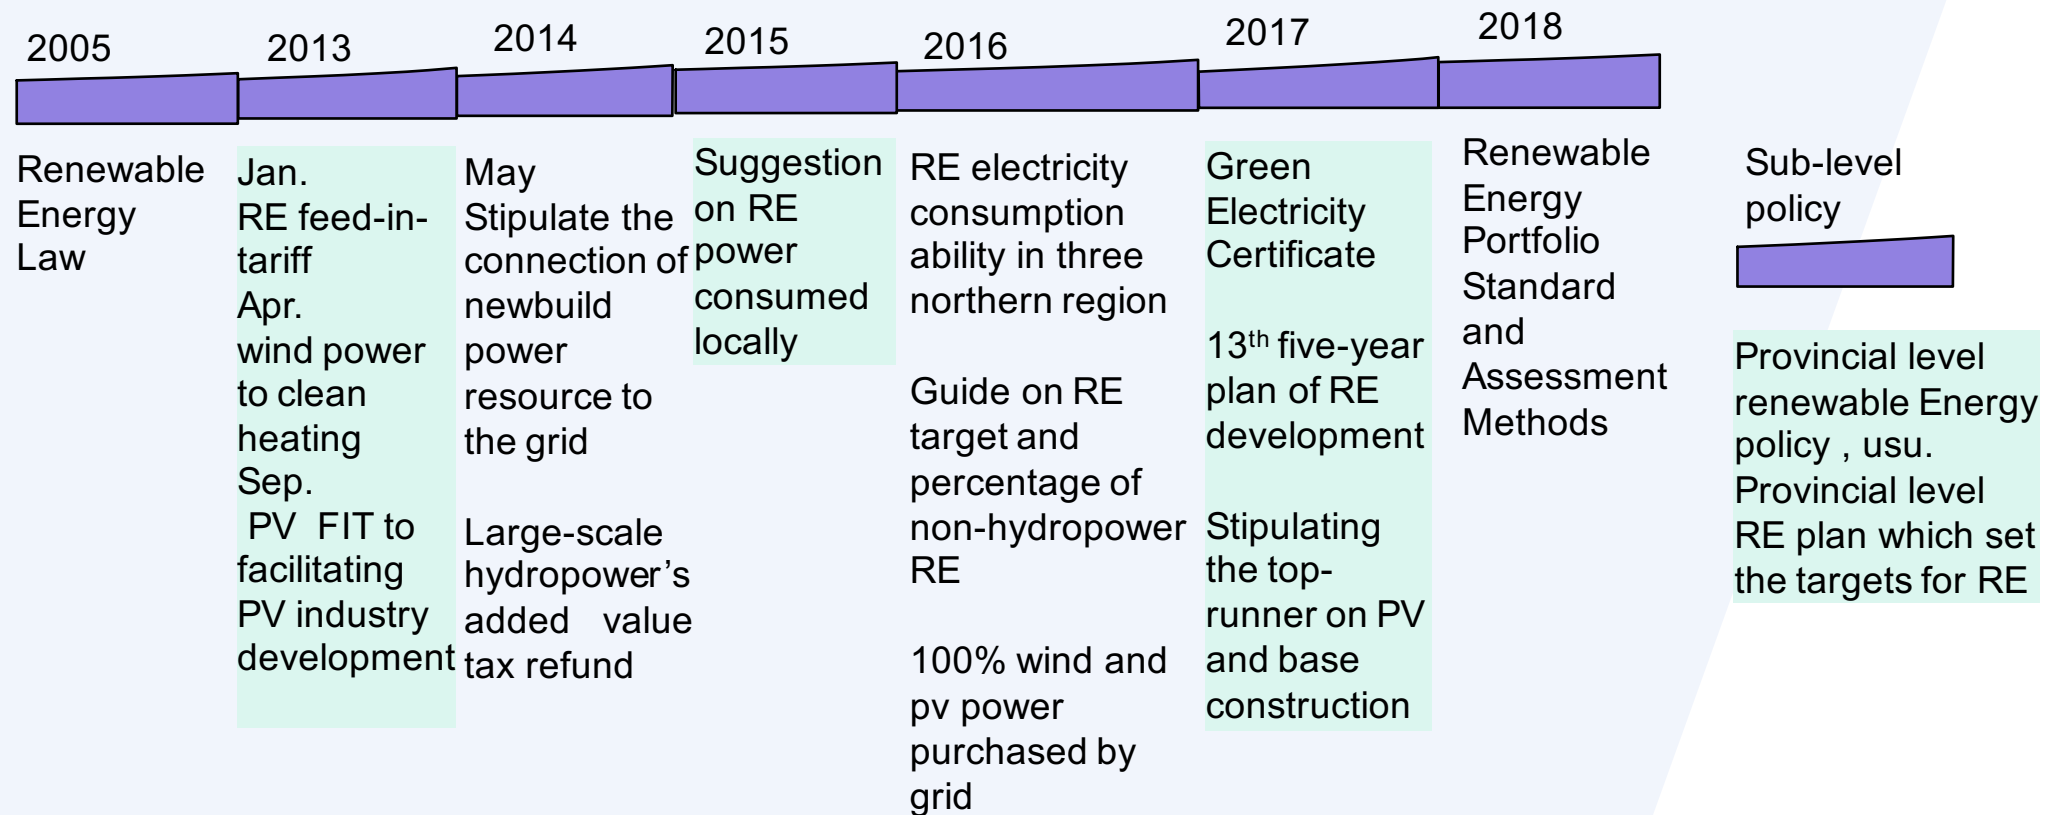 2005
Renewable
Energy
Law
2013
Jan.
RE feed-in-
tariff
Apr.
wind power
to clean
heating
Sep.
PV FIT to
facilitating
PV industry
development
2014
May
Stipulate the
connection of
newbuild
power
resource to
the grid
Large-scale
hydropower’s
added value
tax refund
2015
Suggestion
on RE
power
consumed
locally
2016
RE electricity
consumption
ability in three
northern region
Guide on RE
target and
percentage of
non-hydropower
RE
100% wind and
pv power
purchased by
grid
2017
Green
Electricity
Certificate
13th five-year
plan of RE
development
Stipulating
the top-
runner on PV
and base
construction
2018
Renewable
Energy
Portfolio
Standard
and
Assessment
Methods
Sub-level
policy
Provincial level
renewable Energy
policy , usu.
Provincial level
RE plan which set
the targets for RE